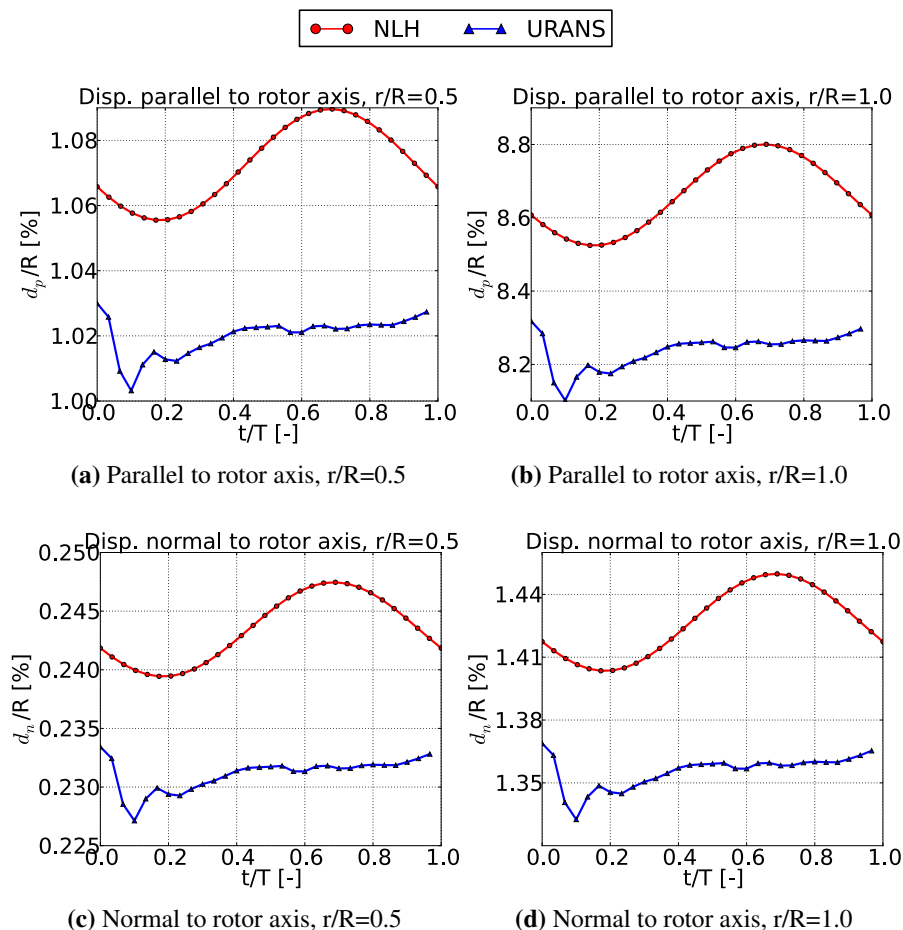 NLH URANS
Disp. parallel to rotor axis, r/R=0.5
d_p/R [%]
1.08
1.06
1.04
1.02
1.00
0.0 0.2 0.4 0.6 0.8 1.0
t/T [-]
(a) Parallel to rotor axis, r/R=0.5
Disp. parallel to rotor axis, r/R=1.0
d_p/R [%]
8.8
8.6
8.4
8.2
0.0 0.2 0.4 0.6 0.8 1.0
t/T [-]
(b) Parallel to rotor axis, r/R=1.0
Disp. normal to rotor axis, r/R=0.5
d_n/R [%]
0.250
0.245
0.240
0.235
0.230
0.225
0.0 0.2 0.4 0.6 0.8 1.0
t/T [-]
(c) Normal to rotor axis, r/R=0.5
Disp. normal to rotor axis, r/R=1.0
d_n/R [%]
1.44
1.41
1.38
1.35
0.0 0.2 0.4 0.6 0.8 1.0
t/T [-]
(d) Normal to rotor axis, r/R=1.0